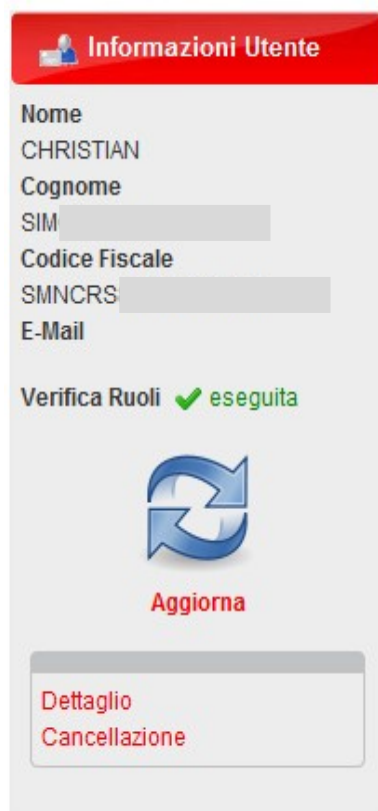 Informazioni Utente
Nome
CHRISTIAN
Cognome
SIM
Codice Fiscale
SMNCRS
E-Mail
Verifica Ruoli eseguita
Aggiorna
Dettaglio
Cancellazione